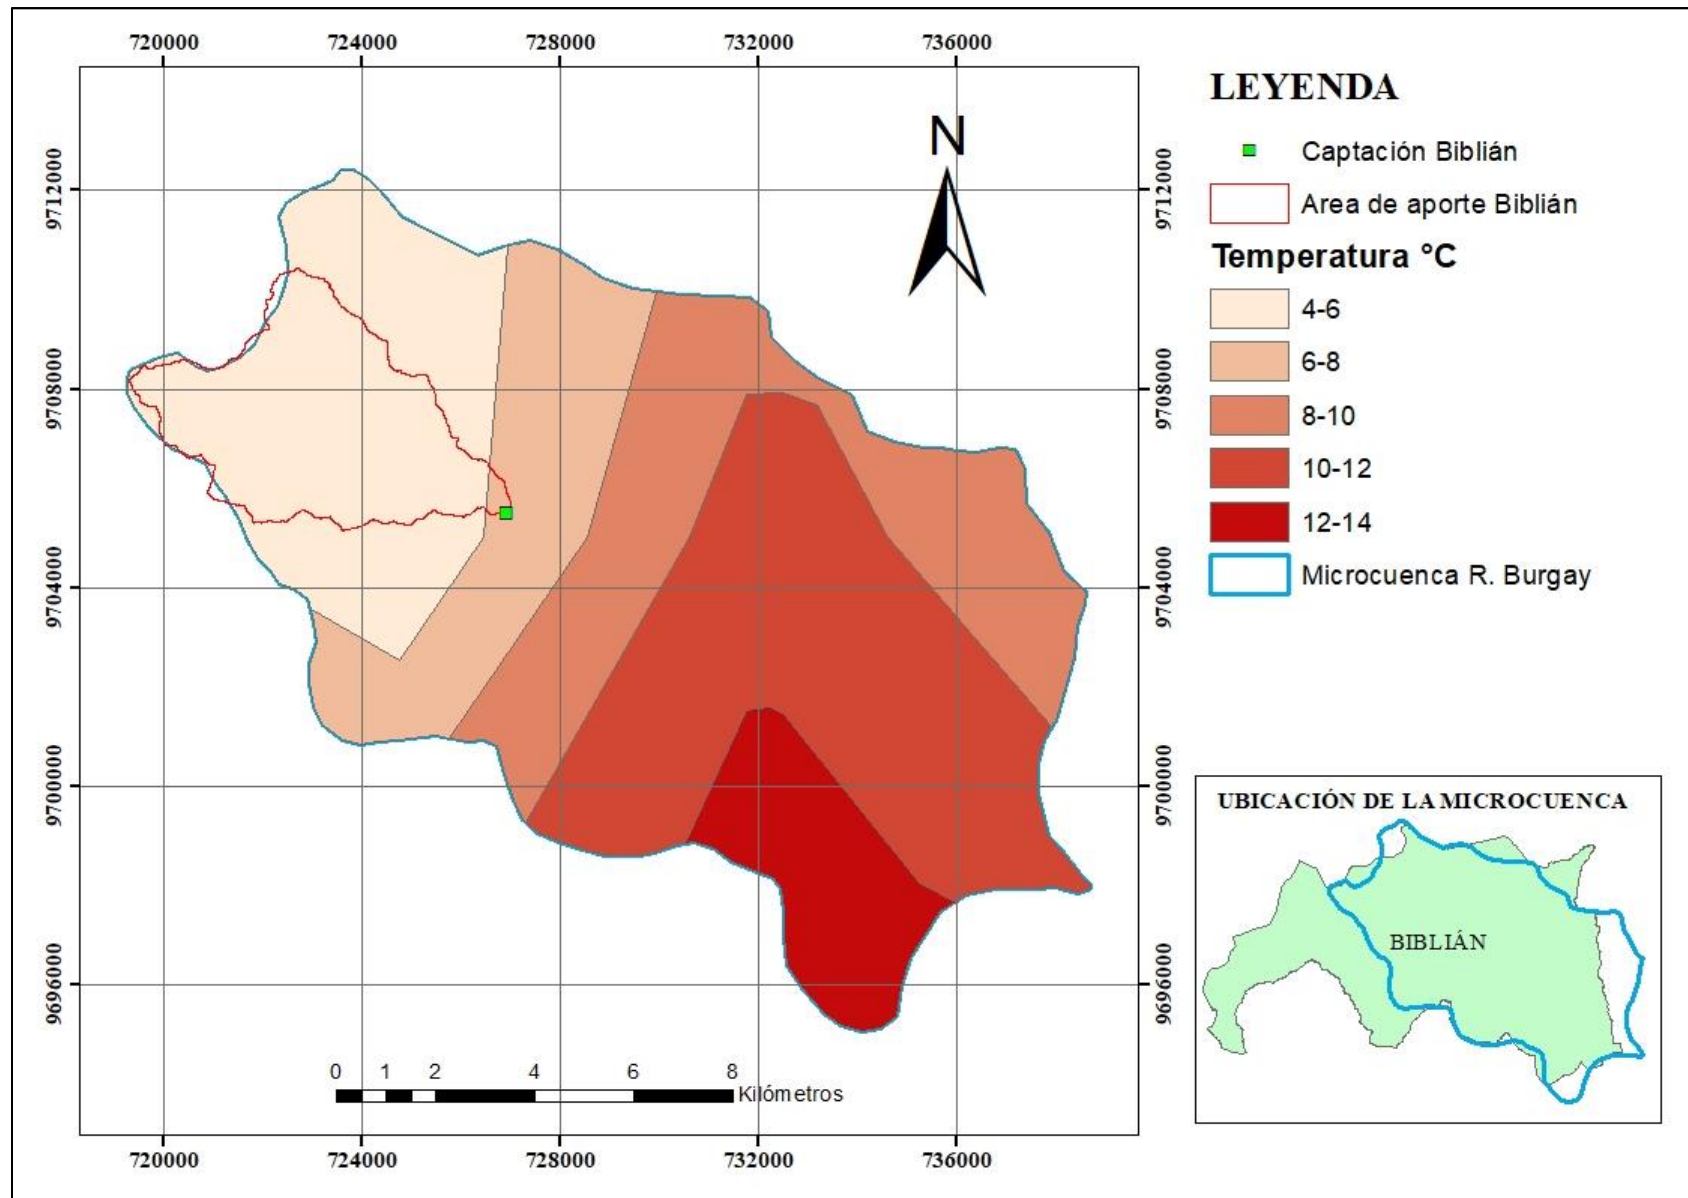 720000 724000 728000 732000 736000
9712000
9708000
9704000
9700000
9696000
N
9712000
9708000
9704000
9700000
9696000
0 1 2 4 6 8
Kilómetros
720000 724000 728000 732000 736000
LEYENDA
Captación Biblián
Area de aporte Biblián
Temperatura °C
4-6
6-8
8-10
10-12
12-14
Microcuenca R. Burgay
UBICACIÓN DE LA MICROCUENCA
BIBLIÁN